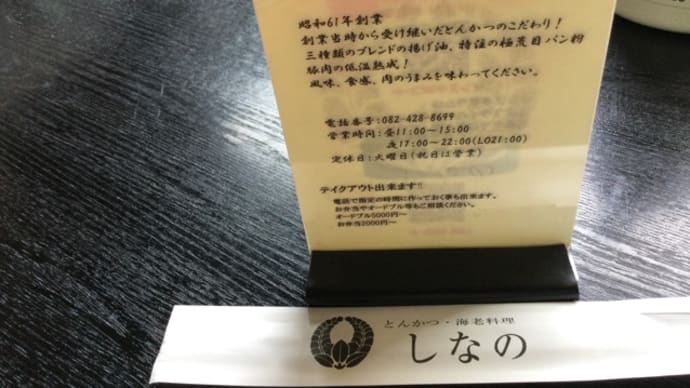 昭和61年創業
創業当時から受け継いだとんかつのこだわり!
三種類のブレンドの揚げ油、特注の極荒目パン粉
豚肉の低温熟成!
風味、食感、肉のうまみを味わってください。
電話番号:082-428-8699
営業時間:昼11:00~15:00
夜17:00~22:00(LO21:00)
定休日:火曜日(祝日は営業)
テイクアウト出来ます!!
電話で指定の時間に作っておく事も出来ます。
お弁当やオードブル等もご相談ください。
オードブル5000円~
お弁当2000円~
とんかつ・海老料理
しなの